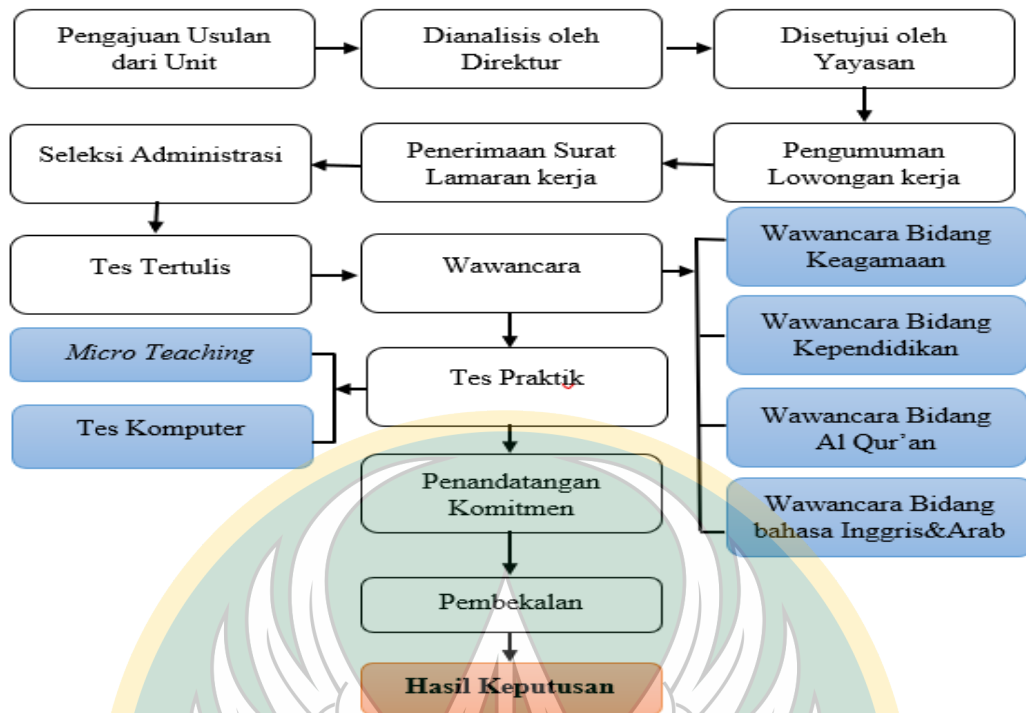 Pengajuan Usulan
dari Unit
Dianalisis oleh
Direktur
Disetujui oleh
Yayasan
Pengumuman
Lowongan kerja
Penerimaan Surat
Lamaran kerja
Seleksi Administrasi
Tes Tertulis
Wawancara
Wawancara Bidang
Keagamaan
Wawancara Bidang
Kependidikan
Wawancara Bidang
Al Qur’an
Wawancara Bidang
bahasa Inggris&Arab
Tes Praktik
Micro Teaching
Tes Komputer
Penandatangan
Komitmen
Pembekalan
Hasil Keputusan